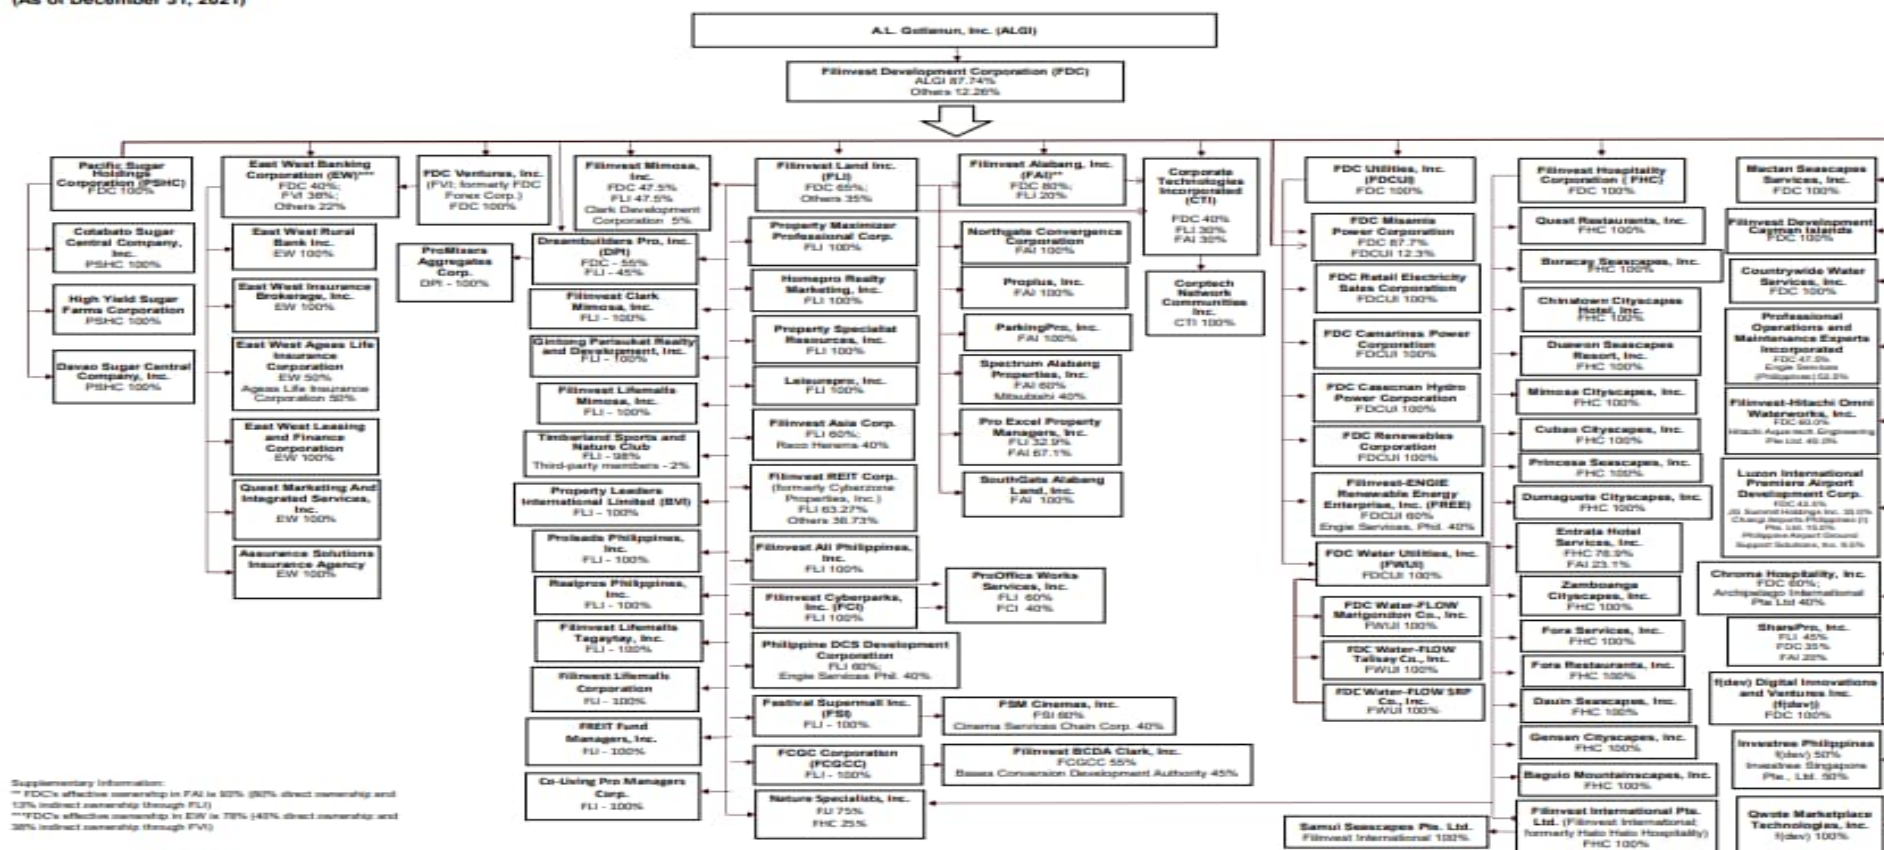 (As of December 31, 2021)
A.L. Gotianun, Inc. (ALGI)
Filinvest Development Corporation (FDC)
ALGI 87.74%
Others 12.26%
Pacific Sugar
Holdings
Corporation (PSHC)
FDC 100%
Cotabato Sugar
Central Company,
Inc.
PSHC 100%
High Yield Sugar
Farms Corporation
PSHC 100%
Davao Sugar Central
Company, Inc.
PSHC 100%
East West Banking
Corporation (EW)***
FDC 40%;
FVI 38%;
Others 22%
East West Rural
Bank Inc.
EW 100%
East West Insurance
Brokerage, Inc.
EW 100%
East West Ageas Life
Insurance
Corporation
EW 50%
Ageas Life Insurance
Corporation 50%
East West Leasing
and Finance
Corporation
EW 100%
Quest Marketing And
Integrated Services,
Inc.
EW 100%
Assurance Solutions
Insurance Agency
EW 100%
FDC Ventures, Inc.
(FVI; formerly FDC
Forex Corp.)
FDC 100%
ProMixers
Aggregates
Corp.
DPI - 100%
Filinvest Mimosa,
Inc.
FDC 47.5%
FLI 47.5%
Clark Development
Corporation 5%
Dreambuilders Pro, Inc.
(DPI)
FDC - 55%
FLI - 45%
Filinvest Clark
Mimosa, Inc.
FLI - 100%
Gintong Parisukat Realty
and Development, Inc.
FLI - 100%
Filinvest Lifemalls
Mimosa, Inc.
FLI - 100%
Timberland Sports and
Nature Club
FLI - 98%
Third-party members - 2%
Property Leaders
International Limited (BVI)
FLI - 100%
Proleads Philippines,
Inc.
FLI - 100%
Realpros Philippines,
Inc.
FLI - 100%
Filinvest Lifemalls
Tagaytay, Inc.
FLI - 100%
Filinvest Lifemalls
Corporation
FLI - 100%
FREIT Fund
Managers, Inc.
FLI - 100%
Co-Living Pro Managers
Corp.
FLI - 100%
Filinvest Land Inc.
(FLI)
FDC 65%
Others 35%
Property Maximizer
Professional Corp.
FLI 100%
Homepro Realty
Marketing, Inc.
FLI 100%
Property Specialist
Resources, Inc.
FLI 100%
Leisurepro, Inc.
FLI 100%
Filinvest Asia Corp.
FLI 60%;
Reco Herrera 40%
Filinvest REIT Corp.
(formerly Cyberzone
Properties, Inc.)
FLI 63.27%
Others 36.73%
Filinvest All Philippines,
Inc.
FLI 100%
Filinvest Cyberparks,
Inc. (FCI)
FLI 100%
Philippine DCS Development
Corporation
FLI 60%;
Engie Services Phil. 40%
Festival Supermall Inc.
(FSI)
FLI - 100%
FCGC Corporation
(FCGCC)
FLI - 100%
Nature Specialists, Inc.
FLI 75%
FHC 25%
Filinvest Alabang, Inc.
(FAI)**
FDC 80%;
FLI 20%
Northgate Convergence
Corporation
FAI 100%
Proplus, Inc.
FAI 100%
ParkingPro, Inc.
FAI 100%
Spectrum Alabang
Properties, Inc.
FAI 60%
Mitsubishi 40%
Pro Excel Property
Managers, Inc.
FLI 32.9%
FAI 67.1%
SouthGate Alabang
Land, Inc.
FAI 100%
ProOffice Works
Services, Inc.
FLI 60%
FCI 40%
FSM Cinemas, Inc.
FSI 60%
Cinema Services Chain Corp. 40%
Filinvest BCDA Clark, Inc.
FCGCC 55%
Bases Conversion Development Authority 45%
Corporate
Technologies
Incorporated
(CTI)
FDC 40%
FLI 30%
FAI 30%
Corptech
Network
Communities
Inc.
CTI 100%
FDC Utilities, Inc.
(FDCUI)
FDC 100%
FDC Misamis
Power Corporation
FDC 87.7%
FDCUI 12.3%
FDC Retail Electricity
Sales Corporation
FDCUI 100%
FDC Camarines Power
Corporation
FDCUI 100%
FDC Casecnan Hydro
Power Corporation
FDCUI 100%
FDC Renewables
Corporation
FDCUI 100%
Filinvest-ENGIE
Renewable Energy
Enterprise, Inc. (FREE)
FDCUI 60%
Engie Services, Phil. 40%
FDC Water Utilities, Inc.
(FWUI)
FDCUI 100%
FDC Water-FLOW
Marigondon Co., Inc.
FWUI 100%
FDC Water-FLOW
Talisay Co., Inc.
FWUI 100%
FDC Water-FLOW SRP
Co., Inc.
FWUI 100%
Samui Seascapes Pte. Ltd.
Filinvest International 100%
Filinvest Hospitality
Corporation ( FHC)
FDC 100%
Quest Restaurants, Inc.
FHC 100%
Boracay Seascapes, Inc.
FHC 100%
Chinatown Cityscapes
Hotel, Inc.
FHC 100%
Duawon Seascapes
Resort, Inc.
FHC 100%
Mimosa Cityscapes, Inc.
FHC 100%
Cubao Cityscapes, Inc.
FHC 100%
Princesa Seascapes, Inc.
FHC 100%
Dumaguete Cityscapes, Inc.
FHC 100%
Entrata Hotel
Services, Inc.
FHC 76.9%
FAI 23.1%
Zamboanga
Cityscapes, Inc.
FHC 100%
Fora Services, Inc.
FHC 100%
Fora Restaurants, Inc.
FHC 100%
Dauin Seascapes, Inc.
FHC 100%
Gensan Cityscapes, Inc.
FHC 100%
Baguio Mountainscapes, Inc.
FHC 100%
Filinvest International Pte.
Ltd. (Filinvest International;
formerly Halo Halo Hospitality)
FHC 100%
Mactan Seascapes
Services, Inc.
FDC 100%
Filinvest Development
Cayman Islands
FDC 100%
Countrywide Water
Services, Inc.
FDC 100%
Professional
Operations and
Maintenance Experts
Incorporated
Engie Services
Filinvest-Hitachi Omni
Waterworks, Inc.
FDC 60.0%
Luzon International
Premiere Airport
Development Corp.
Chroma Hospitality, Inc.
FDC 60%;
Archipelago International
Pte Ltd 40%
SharePro, Inc.
FLI 45%
FDC 35%
FAI 20%
f(dev) Digital Innovations
and Ventures Inc.
(f(dev))
FDC 100%
Investree Philippines
f(dev) 50%
Investree Singapore
Pte., Ltd. 50%
Qwote Marketplace
Technologies, Inc.
f(dev) 100%
Supplementary Information:
** FDC's effective ownership in FAI is 93% (80% direct ownership and
13% indirect ownership through FLI)
***FDC's effective ownership in EW is 78% (40% direct ownership and
38% indirect ownership through FVI)